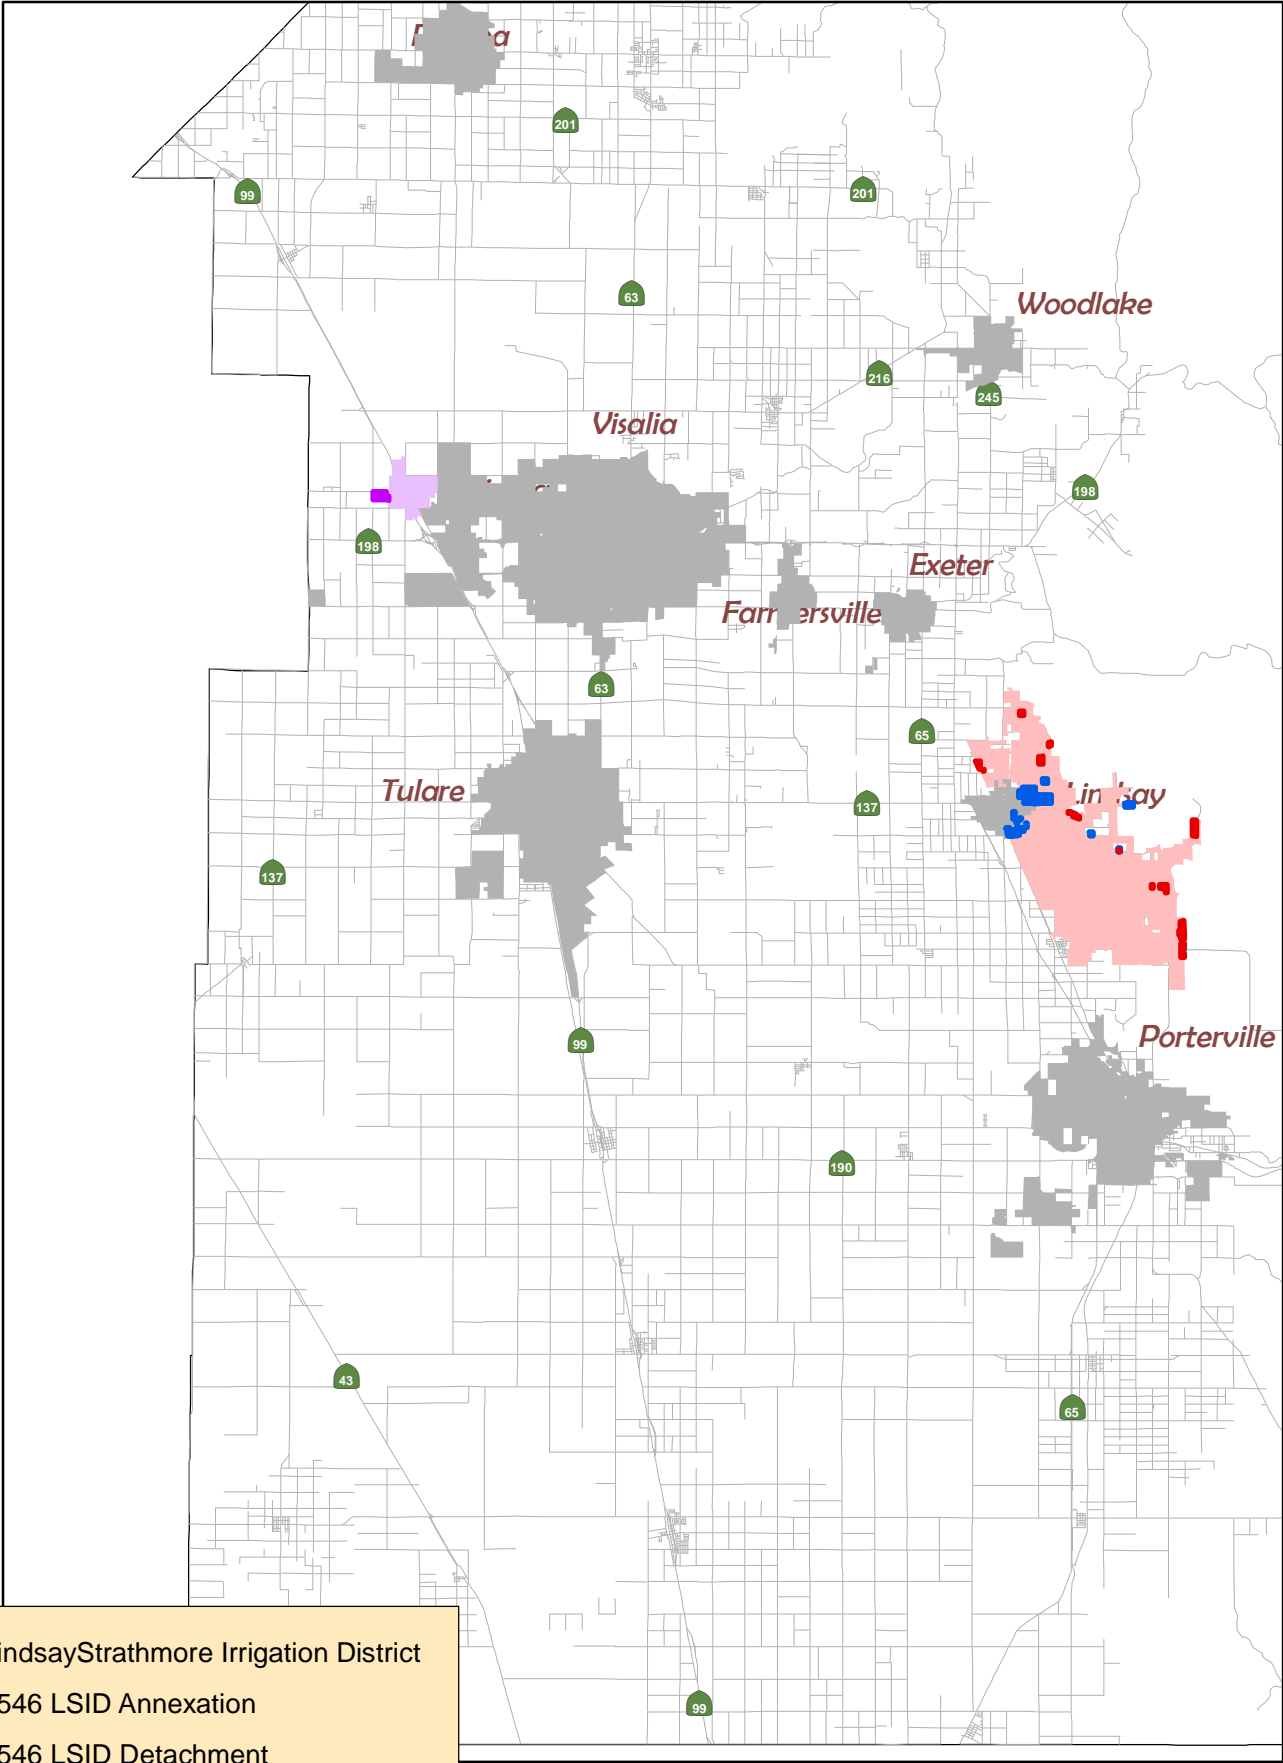 201
99
201
63
Woodlake
216
245
Visalia
198
198
Exeter
Farmersville
63
65
Tulare
137
Lindsay
137
Porterville
99
190
43
65
99
indsayStrathmore Irrigation District
546 LSID Annexation
546 LSID Detachment